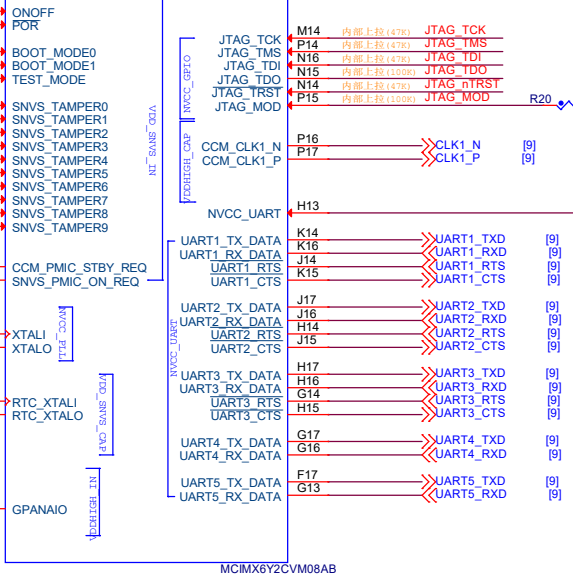 ONOFF
POR
BOOT_MODE0
BOOT_MODE1
TEST_MODE
SNVS_TAMPER0
SNVS_TAMPER1
SNVS_TAMPER2
SNVS_TAMPER3
SNVS_TAMPER4
SNVS_TAMPER5
SNVS_TAMPER6
SNVS_TAMPER7
SNVS_TAMPER8
SNVS_TAMPER9
CCM_PMIC_STBY_REQ
SNVS_PMIC_ON_REQ
XTALI
XTALO
RTC_XTALI
RTC_XTALO
GPANAIO
VDD_SNVS_IN
NVCC_PLL
VDD_SNVS_CAP
VDDHIGH_IN
NVCC_GPIO
VDDHIGH_CAP
NVCC_UART
JTAG_TCK M14 内部上拉(47K) JTAG_TCK
JTAG_TMS P14 内部上拉(47K) JTAG_TMS
JTAG_TDI N16 内部上拉(47K) JTAG_TDI
JTAG_TDO N15 内部上拉(100K) JTAG_TDO
JTAG_TRST N14 内部上拉(47K) JTAG_nTRST
JTAG_MOD P15 内部上拉(100K) JTAG_MOD R20
CCM_CLK1_N P16 CLK1_N [9]
CCM_CLK1_P P17 CLK1_P [9]
NVCC_UART H13
UART1_TX_DATA K14 UART1_TXD [9]
UART1_RX_DATA K16 UART1_RXD [9]
UART1_RTS J14 UART1_RTS [9]
UART1_CTS K15 UART1_CTS [9]
UART2_TX_DATA J17 UART2_TXD [9]
UART2_RX_DATA J16 UART2_RXD [9]
UART2_RTS H14 UART2_RTS [9]
UART2_CTS J15 UART2_CTS [9]
UART3_TX_DATA H17 UART3_TXD [9]
UART3_RX_DATA H16 UART3_RXD [9]
UART3_RTS G14 UART3_RTS [9]
UART3_CTS H15 UART3_CTS [9]
UART4_TX_DATA G17 UART4_TXD [9]
UART4_RX_DATA G16 UART4_RXD [9]
UART5_TX_DATA F17 UART5_TXD [9]
UART5_RX_DATA G13 UART5_RXD [9]
MCIMX6Y2CVM08AB